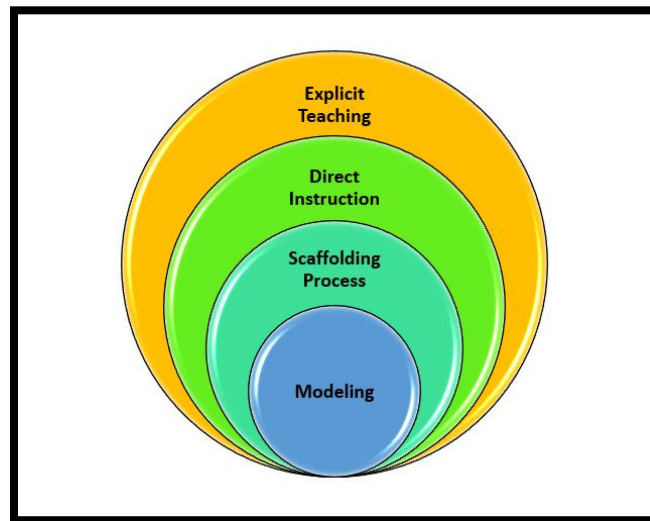 Explicit
Teaching
Direct
Instruction
Scaffolding
Process
Modeling